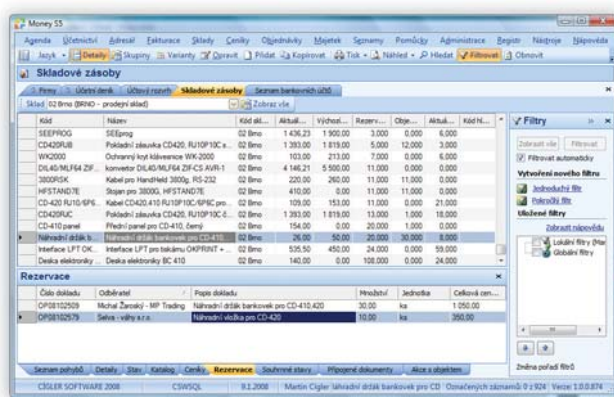 Money S5
Agenda Účetnictví Adresář Fakturace Sklady Ceníky Objednávky Majetek Seznamy Pomůcky Administrace Registr Nástroje Nápověda
Jazyk Detaily Skupiny Varianty Opravit Přidat Kopírovat Tisk Náhled Hledat Filtrovat Obnovit
Skladové zásoby
Firmy Účetní deník Účtový rozvrh Skladové zásoby Seznam bankovních účtů
Sklad 02 Brno (BRNO - prodejní sklad) Zobraz vše
Kód Název Kód skl... Aktuál... Výchozí... Rezerv... Obje... Aktuá... Kód hl...
SEEPROG SEEprog 02 Brno 1 436,23 1 900,00 3,000 0,000 6,000
CD420RJB Pokladní zásuvka CD420, RJ10P10C s... 02 Brno 1 393,00 1 819,00 5,000 12,000 3,000
WK2000 Ochranný kryt klávesnice WK-2000 02 Brno 103,00 213,00 7,000 0,000 6,000
DIL40/MLF64 ZIF... konvertor DIL40/MLF64 ZIF-CS AVR-1 02 Brno 4 146,21 5 500,00 11,000 0,000 0,000
3800RSK Kabel pro HandHeld 3800g, RS-232 02 Brno 220,00 260,00 11,000 11,000 0,000
HFSTAND7E Stojan pro 3800G, HFSTAND7E 02 Brno 410,00 0,00 11,000 11,000 0,000
CD-420 RJ10/6P6... Kabel CD420,410 RJ10P10C/6P6C pro... 02 Brno 109,00 153,00 11,000 0,000 21,000
CD420RJC Pokladní zásuvka CD420, RJ10P10C č... 02 Brno 1 393,00 1 819,00 13,000 1,000 18,000
CD-410 panel Přední panel pro CD-410, černý 02 Brno 154,00 0,00 20,000 1,000 0,000
Náhradní držák b... Náhradní držák bankovek pro CD-410... 02 Brno 26,00 50,00 20,000 30,000 8,000
Interface LPT OK... Interface LPT pro tiskárnu OKPRINT + ... 02 Brno 535,50 450,00 24,000 0,000 59,000
Deska elektroniky ... Deska elektroniky BC 410 02 Brno 140,00 0,00 108,000 0,000 24,000
Filtry
Zobrazit vše Filtrovat
Filtrovat automaticky
Vytvoření nového filtru
Jednoduchý filtr
Pokročilý filtr
Uložené filtry
Zobrazit nápovědu
Lokální filtry (Mar
Globální filtry
Změna pořadí filtrů
Rezervace
Číslo dokladu Odběratel Popis dokladu Množství Jednotka Celková cen...
OP08102509 Michal Žaroský - MP Trading Náhradní držák bankovek pro CD-410,420 30,00 ks 1 050,00
OP08102579 Selva - váhy s.r.o. Náhradní vložka pro CD-420 10,00 ks 350,00
Seznam pohybů Detaily Stav Katalog Ceníky Rezervace Souhrnné stavy Připojené dokumenty Akce s objektem
CÍGLER SOFTWARE 2008 CSWSQL 9.1.2008 Martin Cigler Náhradní držák bankovek pro CD Označených záznamů: 0 z 924 Verze: 1.0.0.874